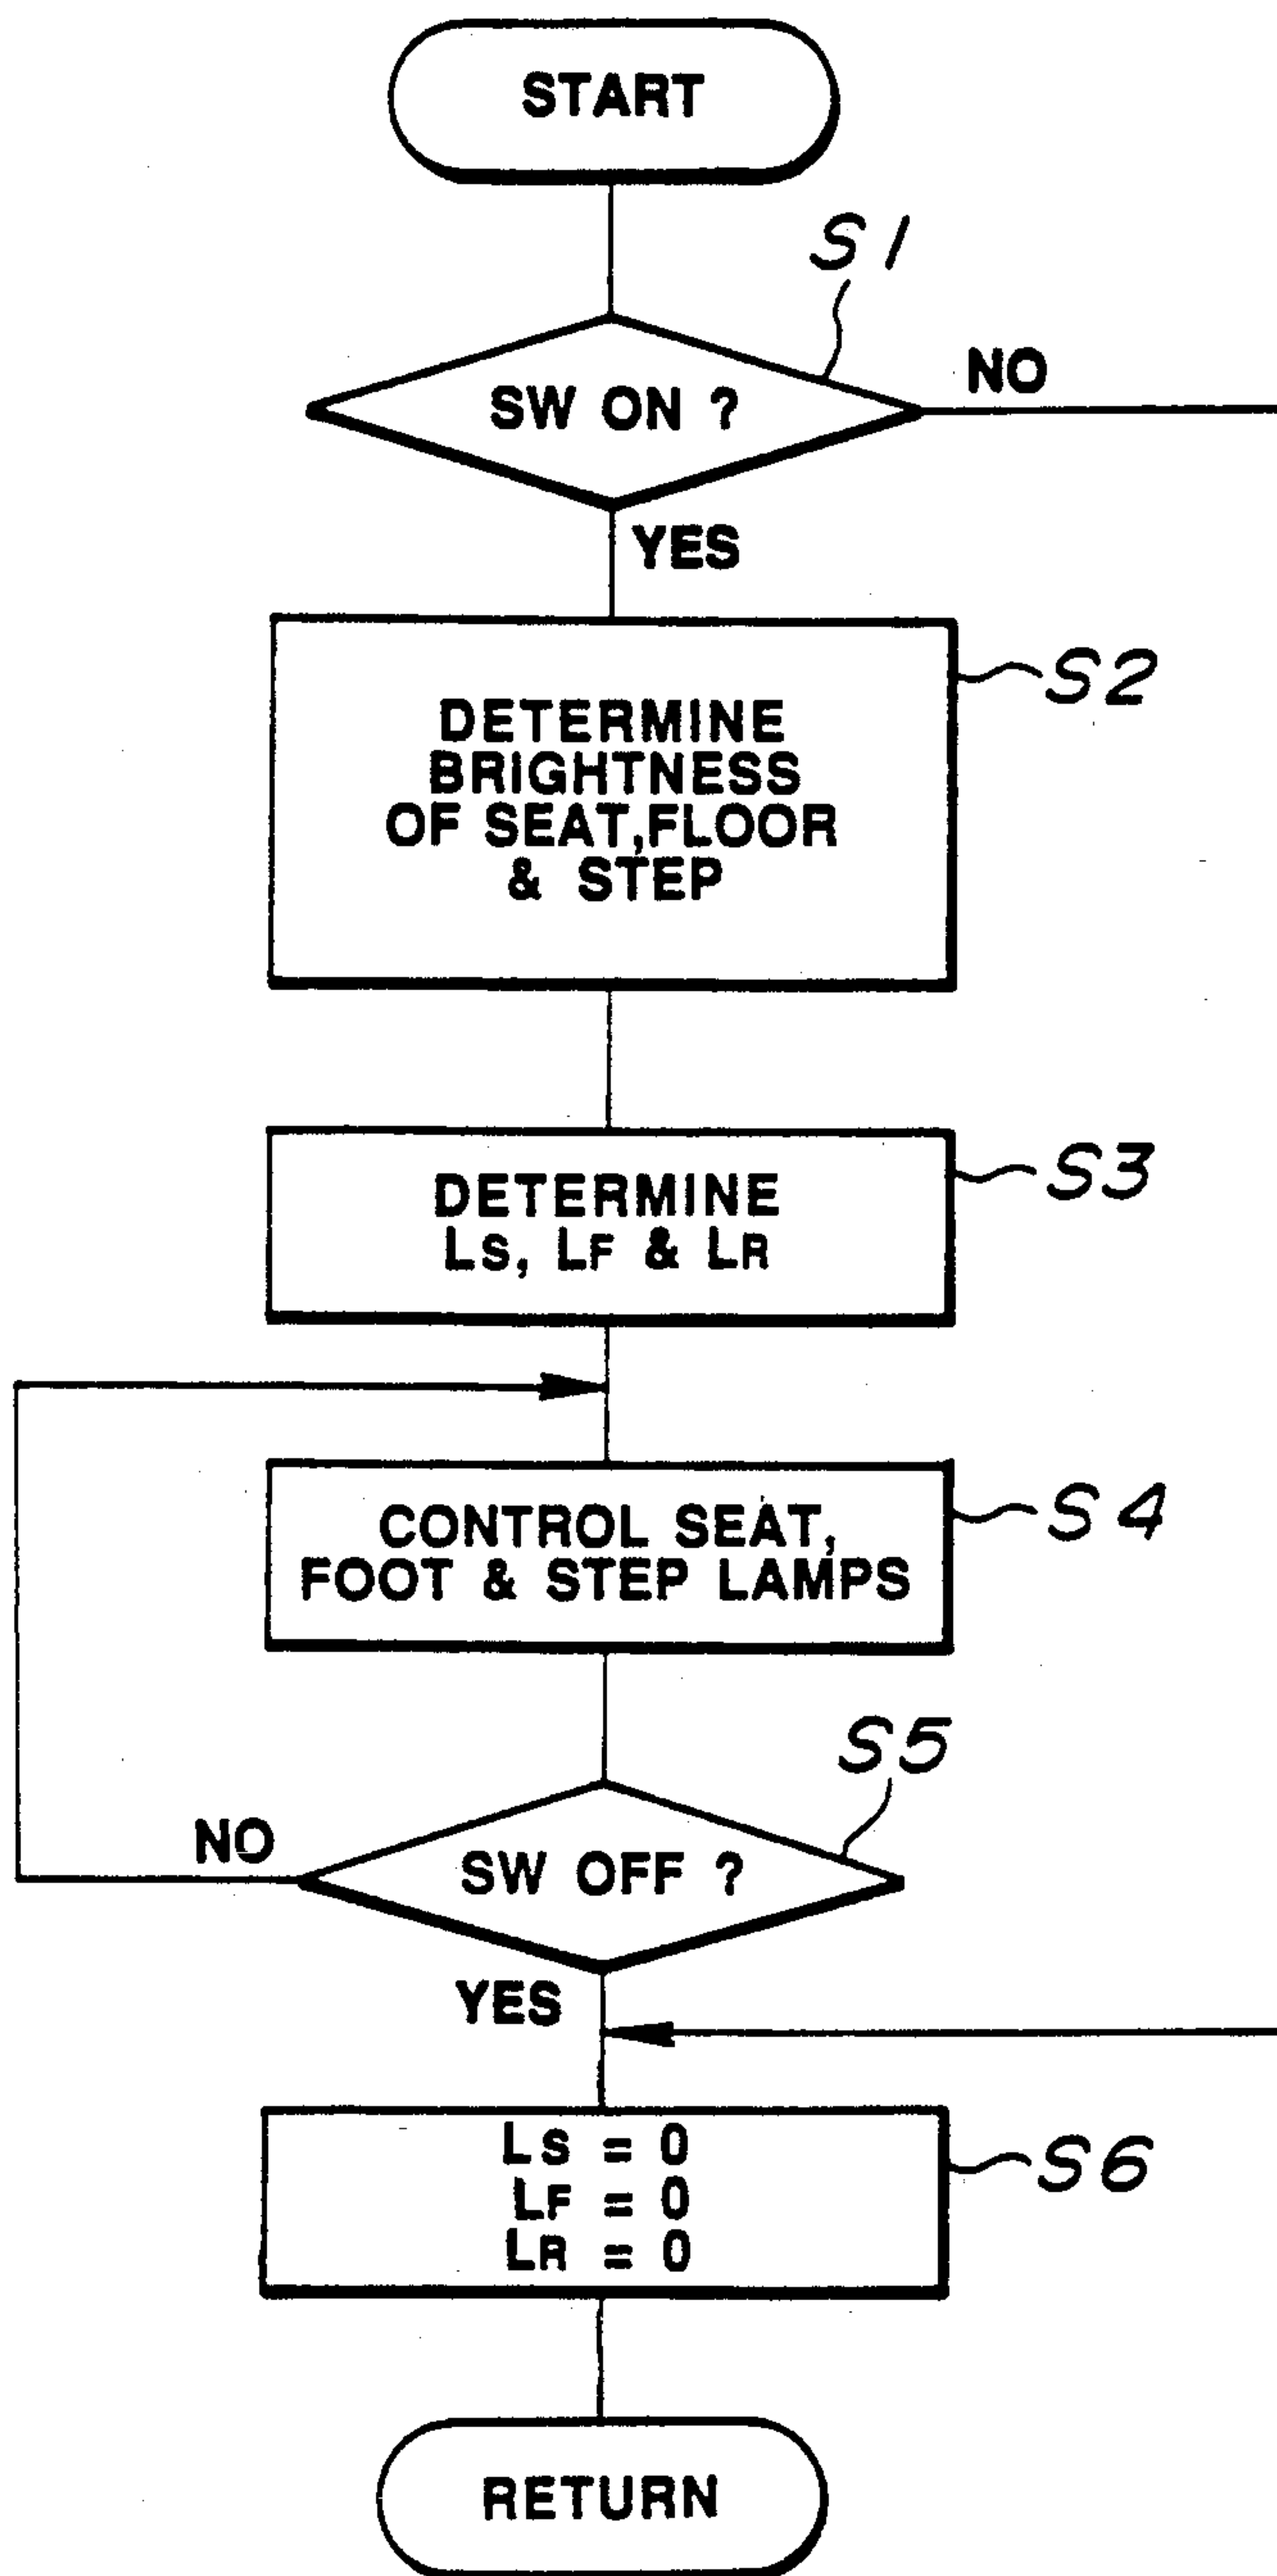 START
S1
SW ON ?
NO
YES
S2
DETERMINE
BRIGHTNESS
OF SEAT,FLOOR
& STEP
S3
DETERMINE
LS, LF & LR
S4
CONTROL SEAT,
FOOT & STEP LAMPS
S5
NO
SW OFF ?
YES
S6
LS = 0
LF = 0
LR = 0
RETURN